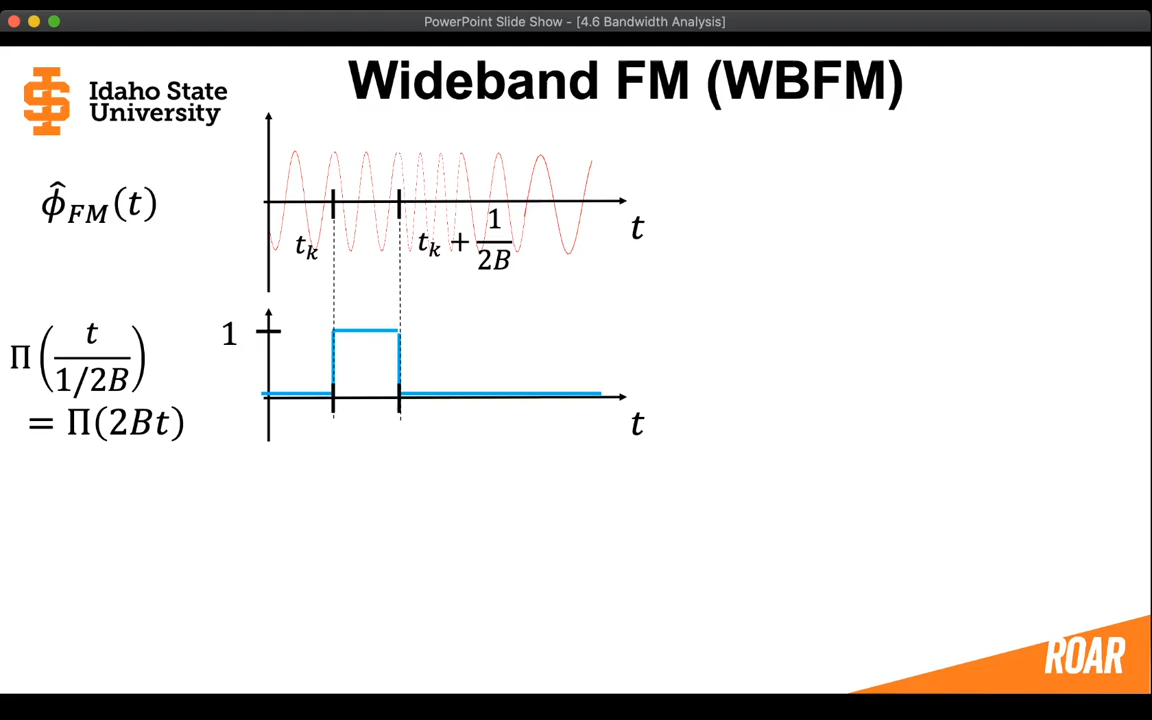 PowerPoint Slide Show - [4.6 Bandwidth Analysis]
Idaho State
University
Wideband FM (WBFM)
ϕ̂_FM(t)
t_k
t_k + 1/2B
t
1
Π(t/(1/2B))
= Π(2Bt)
t
ROAR